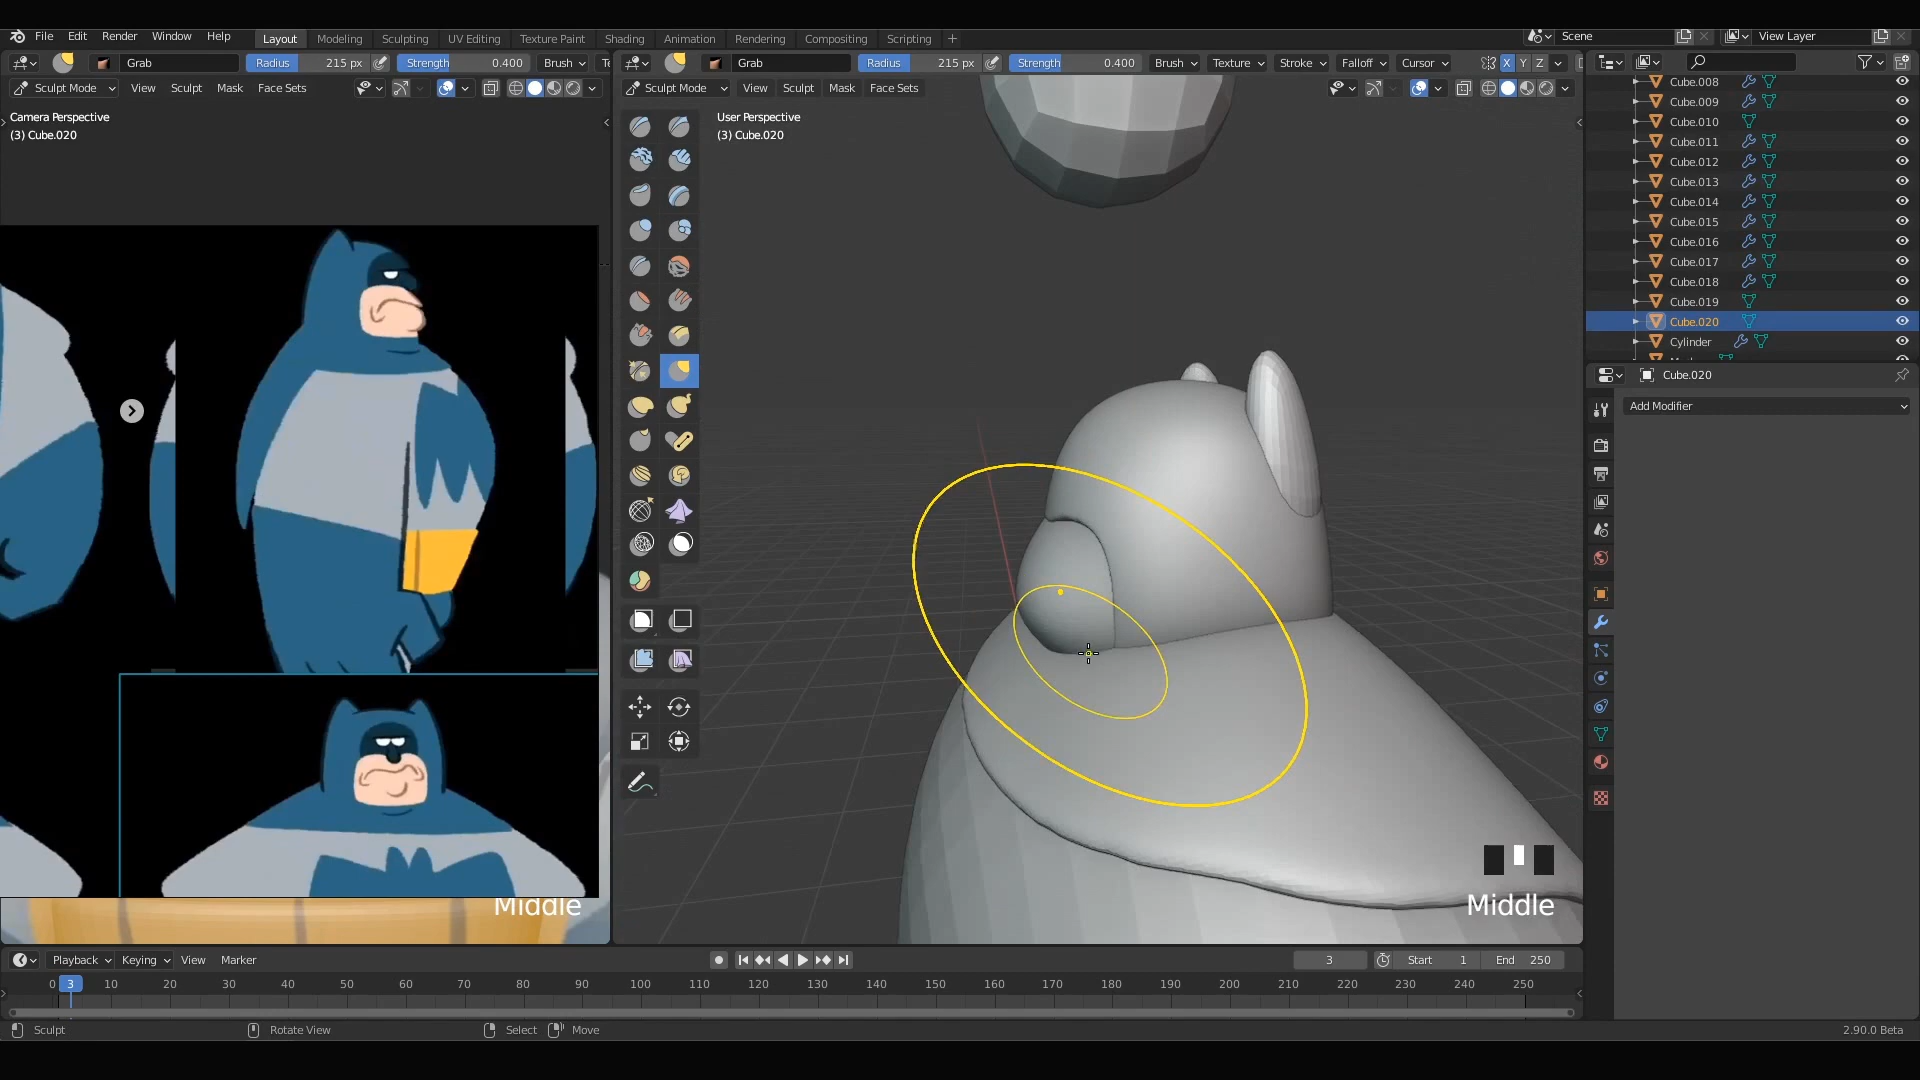 File Edit Render Window Help Layout Modeling Sculpting UV Editing Texture Paint Shading Animation Rendering Compositing Scripting + Scene View Layer
Grab Radius 215 px Strength 0.400 Brush Te
Grab Radius 215 px Strength 0.400 Brush Texture Stroke Falloff Cursor X Y Z
Sculpt Mode View Sculpt Mask Face Sets
Sculpt Mode View Sculpt Mask Face Sets
Camera Perspective
(3) Cube.020
User Perspective
(3) Cube.020
Cube.008
Cube.009
Cube.010
Cube.011
Cube.012
Cube.013
Cube.014
Cube.015
Cube.016
Cube.017
Cube.018
Cube.019
Cube.020
Cylinder
Cube.020
Add Modifier
Middle
Middle
Playback Keying View Marker 3 Start 1 End 250
0 3 10 20 30 40 50 60 70 80 90 100 110 120 130 140 150 160 170 180 190 200 210 220 230 240 250
Sculpt Rotate View Select Move 2.90.0 Beta